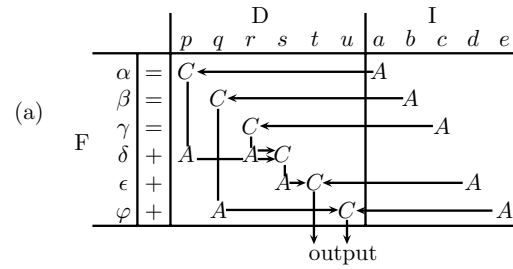 D I
p q r s t u a b c d e
α = C A
β = C A
(a) γ = C A
F δ + A A C
ϵ + A C A
φ + A C A
output